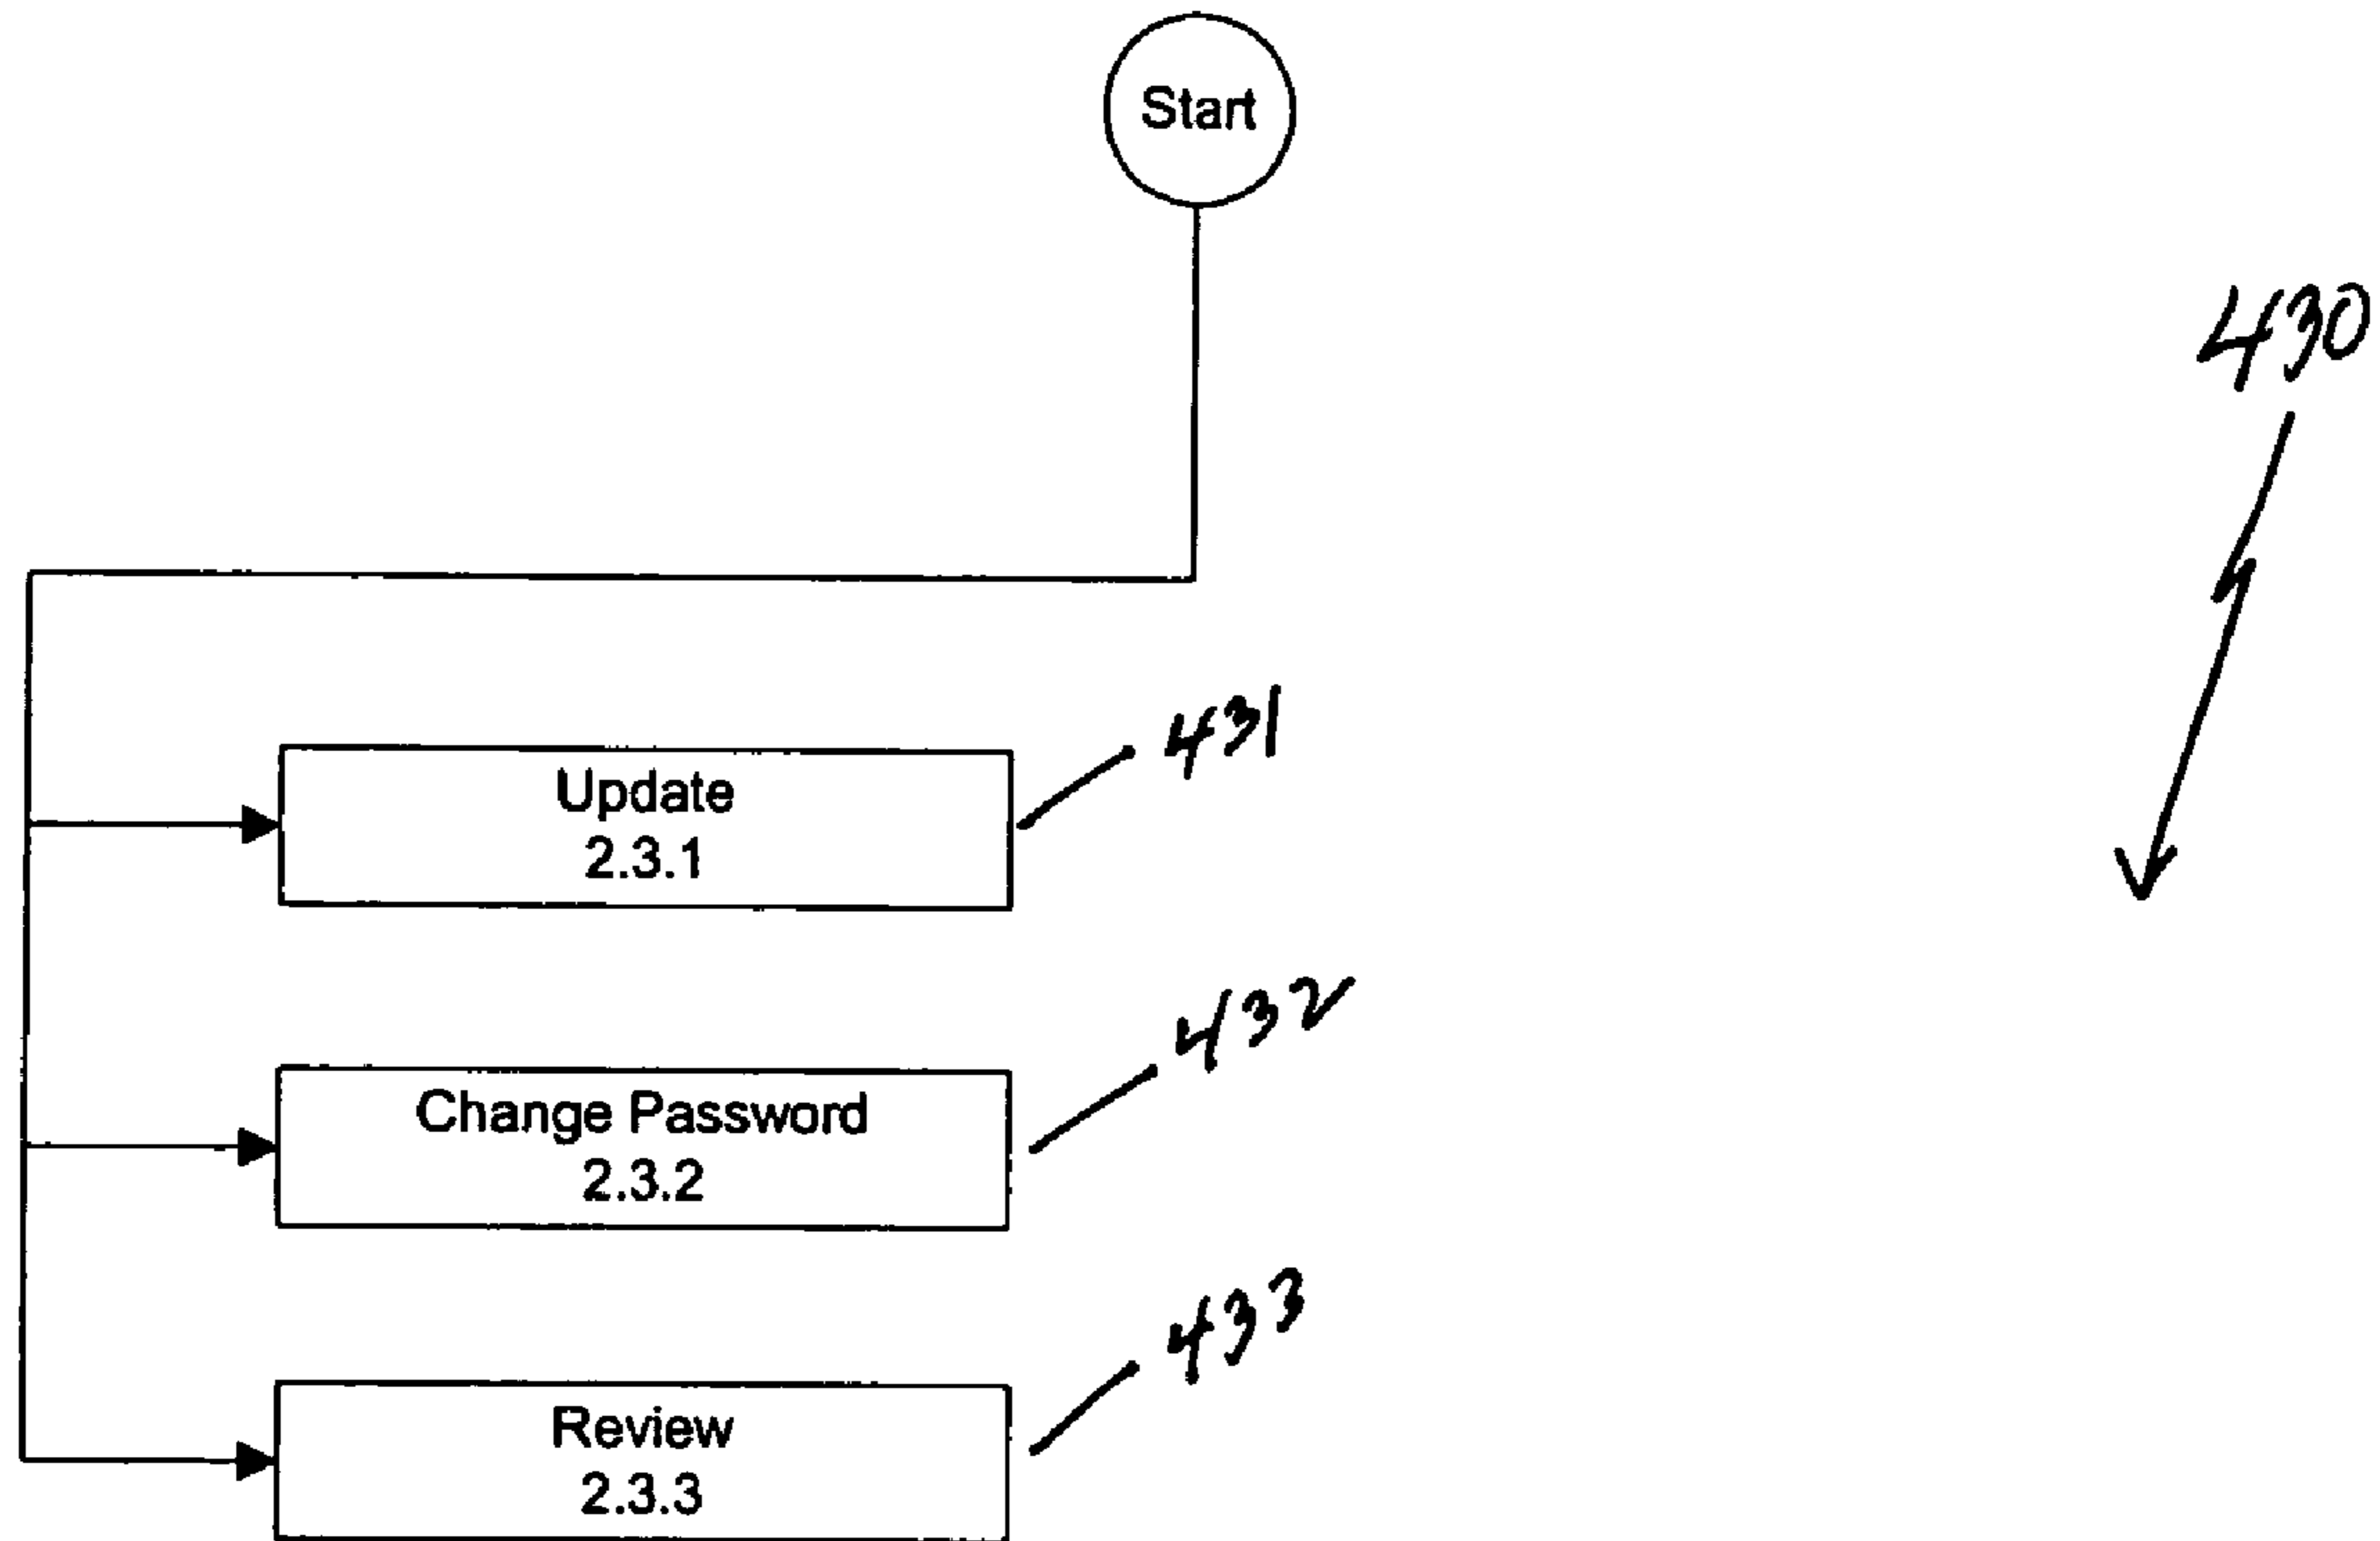 Start
430
431
Update
2.3.1
432
Change Password
2.3.2
433
Review
2.3.3